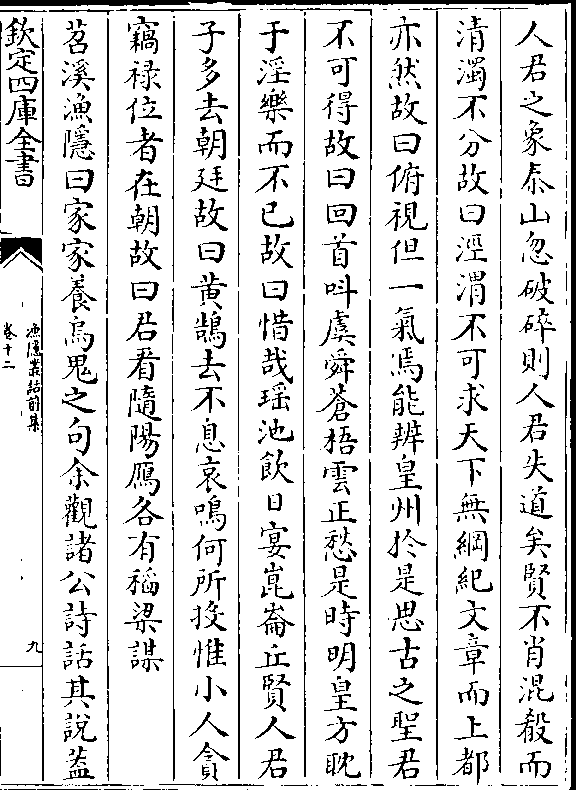 人君之象泰山忽破碎則人君失道矣賢不肖混殽而
清濁不分故曰涇渭不可求天下無綱紀文章而上都
亦然故曰俯視但一氣焉能辨皇州於是思古之聖君
不可得故曰回首叫虞舜蒼梧雲正愁是時明皇方耽
于淫樂而不已故曰惜哉瑶池飲日宴崑崙丘賢人君
子多去朝廷故曰黄鵠去不息哀鳴何所投惟小人貪
竊禄位者在朝故曰君看隨陽雁各有稻粱謀
苕溪漁隱曰家家養烏鬼之句余觀諸公詩話其說葢
欽定四庫全書
漁隱叢話前集
卷十二
九